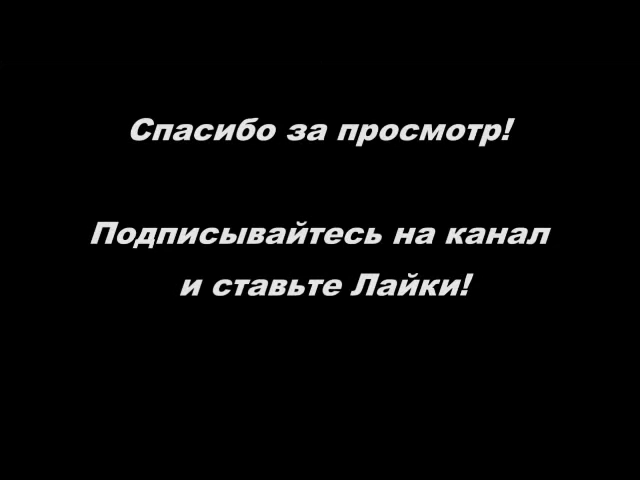 Спасибо за просмотр!
Подписывайтесь на канал
и ставьте Лайки!